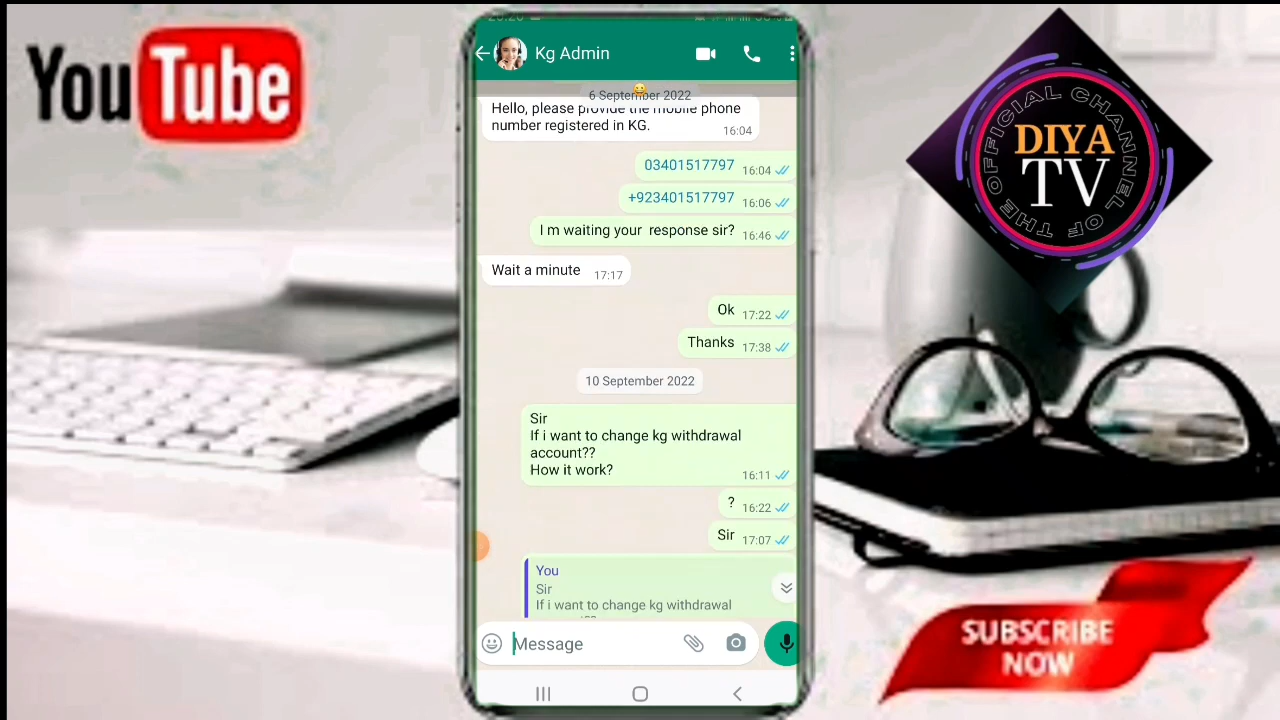 You Tube
Kg Admin
6 September 2022
Hello, please provide the mobile phone
number registered in KG.
16:04
03401517797 16:04
+923401517797 16:06
I m waiting your response sir? 16:46
Wait a minute 17:17
Ok 17:22
Thanks 17:38
10 September 2022
Sir
If i want to change kg withdrawal
account??
How it work?
16:11
? 16:22
Sir 17:07
You
Sir
If i want to change kg withdrawal
Message
OFFICIAL CHANNEL OF THE
DIYA
TV
SUBSCRIBE
NOW